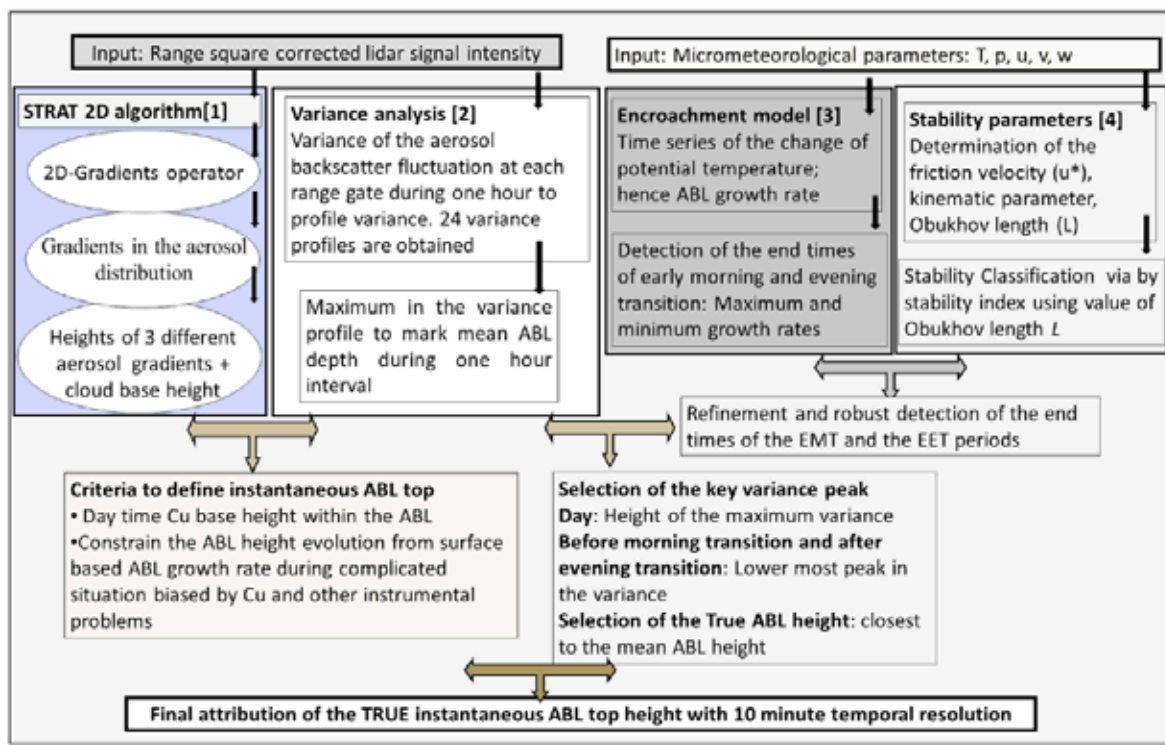 Input: Range square corrected lidar signal intensity
Input: Micrometeorological parameters: T, p, u, v, w
STRAT 2D algorithm[1]
2D-Gradients operator
Gradients in the aerosol
distribution
Heights of 3 different
aerosol gradients +
cloud base height
Variance analysis [2]
Variance of the aerosol
backscatter fluctuation at each
range gate during one hour to
profile variance. 24 variance
profiles are obtained
Maximum in the variance
profile to mark mean ABL
depth during one hour
interval
Encroachment model [3]
Time series of the change of
potential temperature;
hence ABL growth rate
Detection of the end times
of early morning and evening
transition: Maximum and
minimum growth rates
Stability parameters [4]
Determination of the
friction velocity (u*),
kinematic parameter,
Obukhov length (L)
Stability Classification via by
stability index using value of
Obukhov length L
Refinement and robust detection of the end
times of the EMT and the EET periods
Criteria to define instantaneous ABL top
• Day time Cu base height within the ABL
•Constrain the ABL height evolution from surface
based ABL growth rate during complicated
situation biased by Cu and other instrumental
problems
Selection of the key variance peak
Day: Height of the maximum variance
Before morning transition and after
evening transition: Lower most peak in
the variance
Selection of the True ABL height: closest
to the mean ABL height
Final attribution of the TRUE instantaneous ABL top height with 10 minute temporal resolution